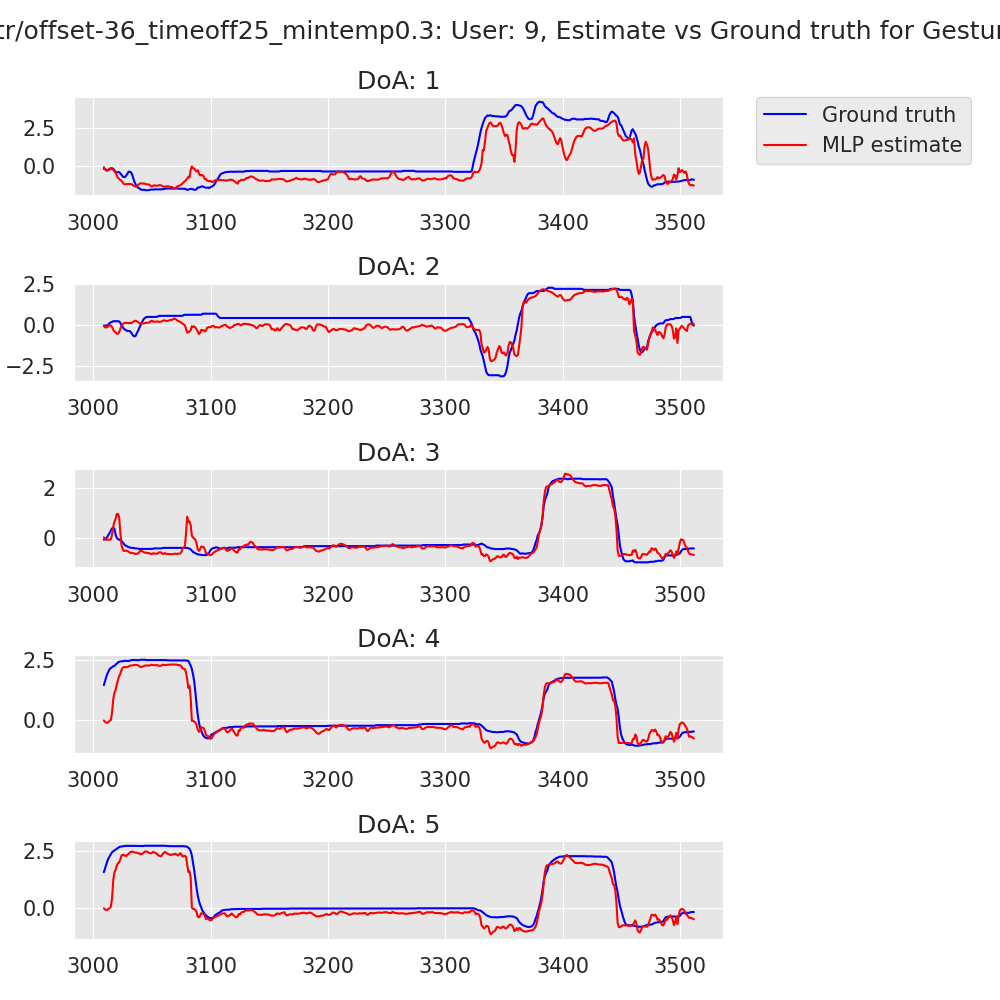 tr/offset-36_timeoff25_mintemp0.3: User: 9, Estimate vs Ground truth for Gestur
DoA: 1
Ground truth
MLP estimate
2.5
0.0
3000 3100 3200 3300 3400 3500
DoA: 2
2.5
0.0
−2.5
3000 3100 3200 3300 3400 3500
DoA: 3
2
0
3000 3100 3200 3300 3400 3500
DoA: 4
2.5
0.0
3000 3100 3200 3300 3400 3500
DoA: 5
2.5
0.0
3000 3100 3200 3300 3400 3500